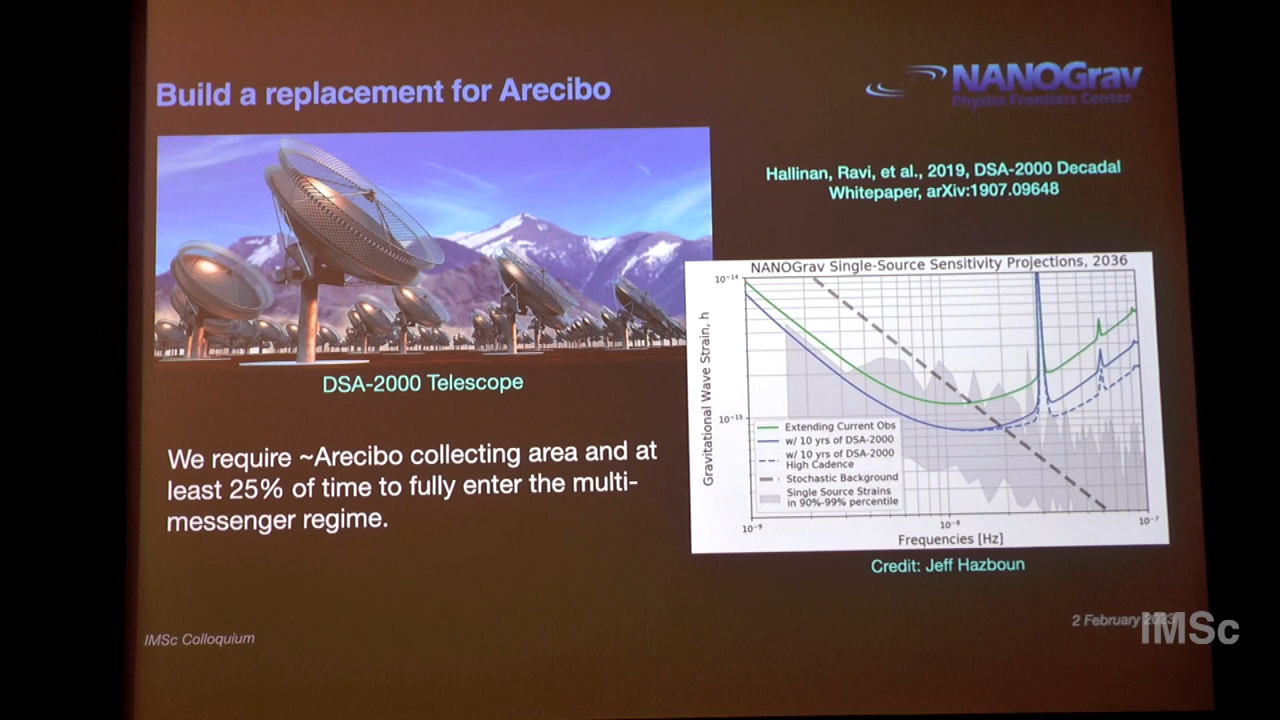 Build a replacement for Arecibo
NANOGrav
Physics Frontiers Center
Hallinan, Ravi, et al., 2019, DSA-2000 Decadal
Whitepaper, arXiv:1907.09648
DSA-2000 Telescope
We require ~Arecibo collecting area and at
least 25% of time to fully enter the multi-
messenger regime.
NANOGrav Single-Source Sensitivity Projections, 2036
Gravitational Wave Strain, h
10⁻¹⁴
10⁻¹⁵
Extending Current Obs
w/ 10 yrs of DSA-2000
w/ 10 yrs of DSA-2000
High Cadence
Stochastic Background
Single Source Strains
in 90%-99% percentile
10⁻⁹
10⁻⁸
10⁻⁷
Frequencies [Hz]
Credit: Jeff Hazboun
IMSc Colloquium
2 February 2023
IMSc